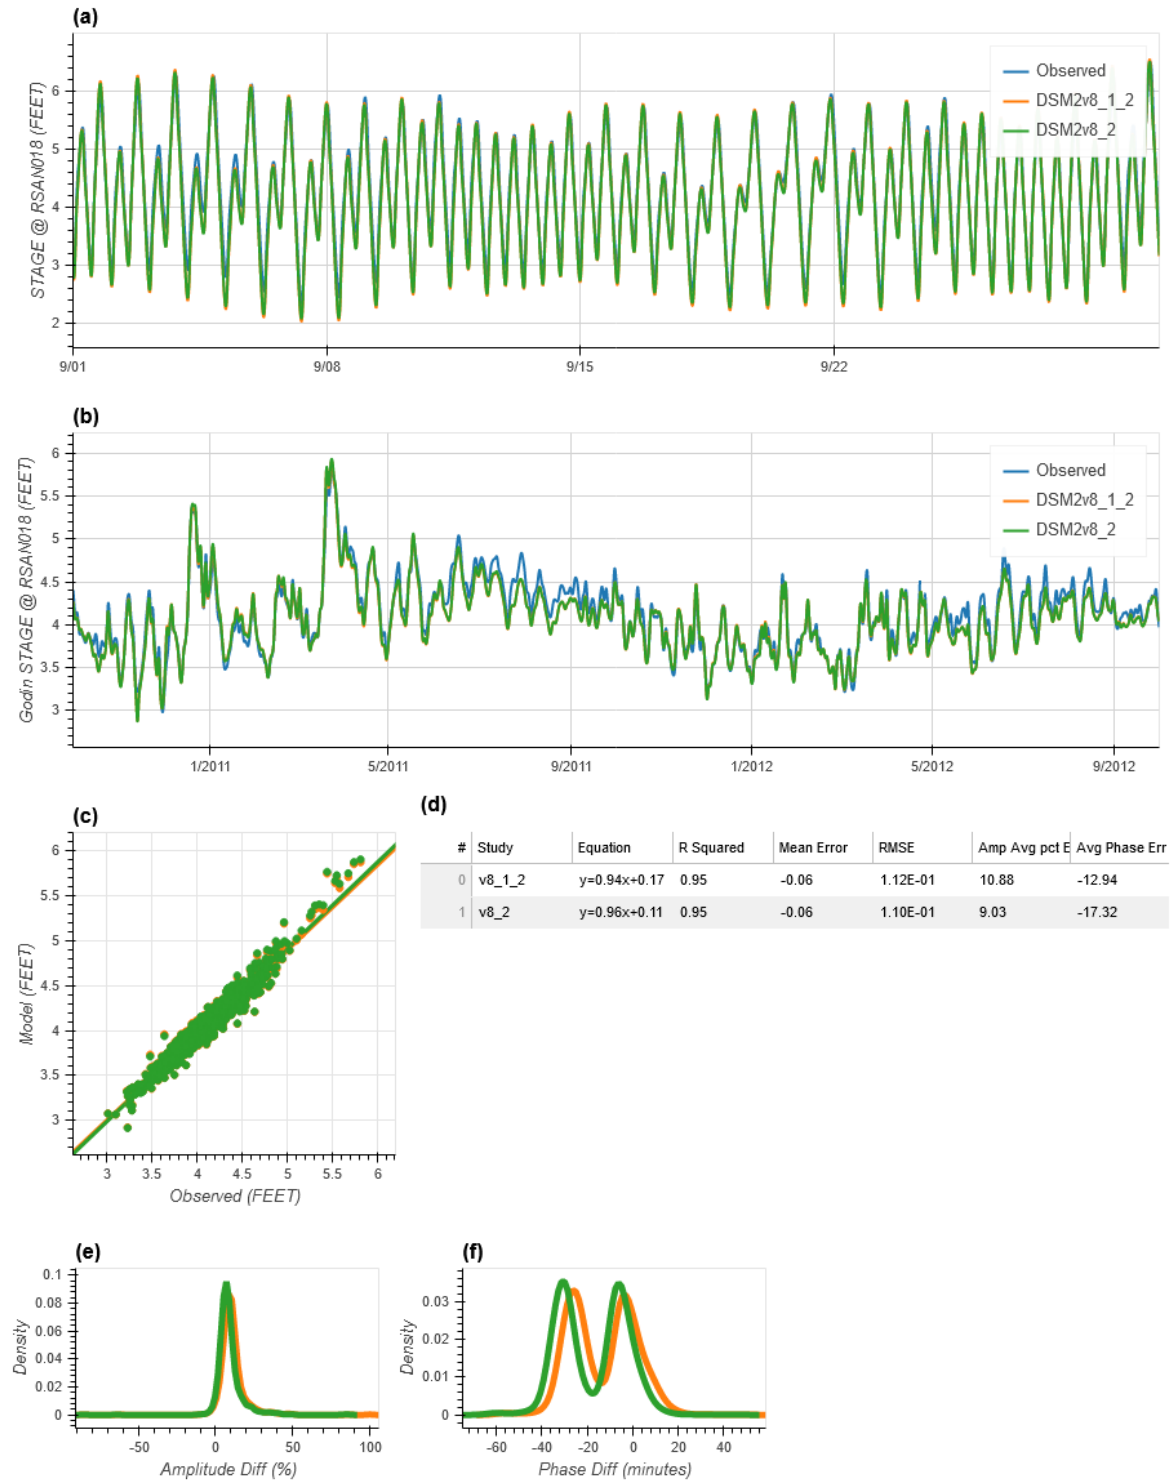 (a)
STAGE @ RSAN018 (FEET)
6
5
4
3
2
Observed
DSM2v8_1_2
DSM2v8_2
9/01
9/08
9/15
9/22
(b)
Godin STAGE @ RSAN018 (FEET)
6
5.5
5
4.5
4
3.5
3
Observed
DSM2v8_1_2
DSM2v8_2
1/2011
5/2011
9/2011
1/2012
5/2012
9/2012
(c)
Model (FEET)
6
5.5
5
4.5
4
3.5
3
3
3.5
4
4.5
5
5.5
6
Observed (FEET)
(d)
# Study Equation R Squared Mean Error RMSE Amp Avg pct E Avg Phase Err
0 v8_1_2 y=0.94x+0.17 0.95 -0.06 1.12E-01 10.88 -12.94
1 v8_2 y=0.96x+0.11 0.95 -0.06 1.10E-01 9.03 -17.32
(e)
Density
0.1
0.08
0.06
0.04
0.02
0
-50
0
50
100
Amplitude Diff (%)
(f)
Density
0.03
0.02
0.01
0
-60
-40
-20
0
20
40
Phase Diff (minutes)